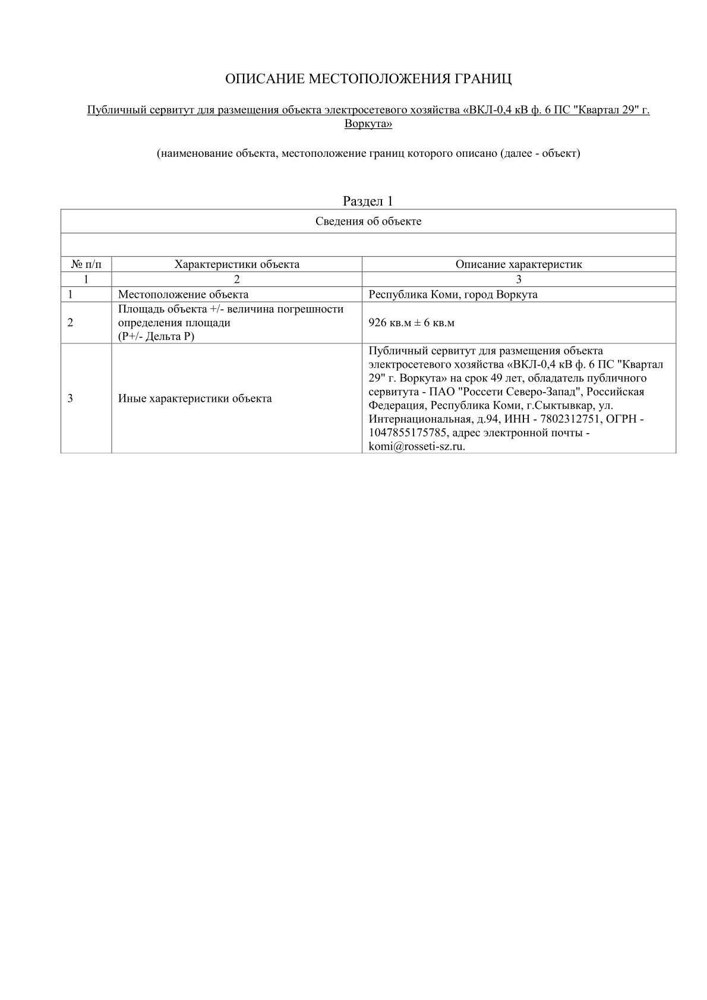 ОПИСАНИЕ МЕСТОПОЛОЖЕНИЯ ГРАНИЦ
Публичный сервитут для размещения объекта электросетевого хозяйства «ВКЛ-0,4 кВ ф. 6 ПС "Квартал 29" г.
Воркута»
(наименование объекта, местоположение границ которого описано (далее - объект)
Раздел 1
Сведения об объекте
№ п/п Характеристики объекта Описание характеристик
1 2 3
1 Местоположение объекта Республика Коми, город Воркута
Площадь объекта +/- величина погрешности
2 определения площади 926 кв.м ± 6 кв.м
(Р+/- Дельта Р)
Публичный сервитут для размещения объекта
электросетевого хозяйства «ВКЛ-0,4 кВ ф. 6 ПС "Квартал
29" г. Воркута» на срок 49 лет, обладатель публичного
сервитута - ПАО "Россети Северо-Запад", Российская
3 Иные характеристики объекта
Федерация, Республика Коми, г.Сыктывкар, ул.
Интернациональная, д.94, ИНН - 7802312751, ОГРН -
1047855175785, адрес электронной почты -
komi@rosseti-sz.ru.